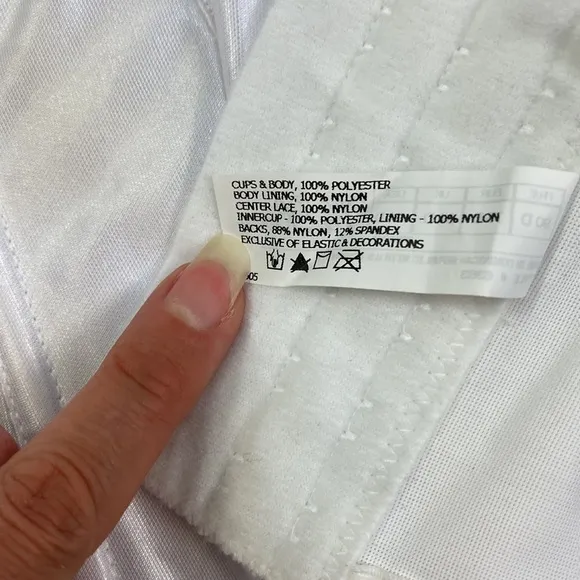 CUPS & BODY, 100% POLYESTER
BODY LINING, 100% NYLON
CENTER LACE, 100% NYLON
INNERCUP - 100% POLYESTER, LINING - 100% NYLON
BACKS, 88% NYLON, 12% SPANDEX
EXCLUSIVE OF ELASTIC & DECORATIONS